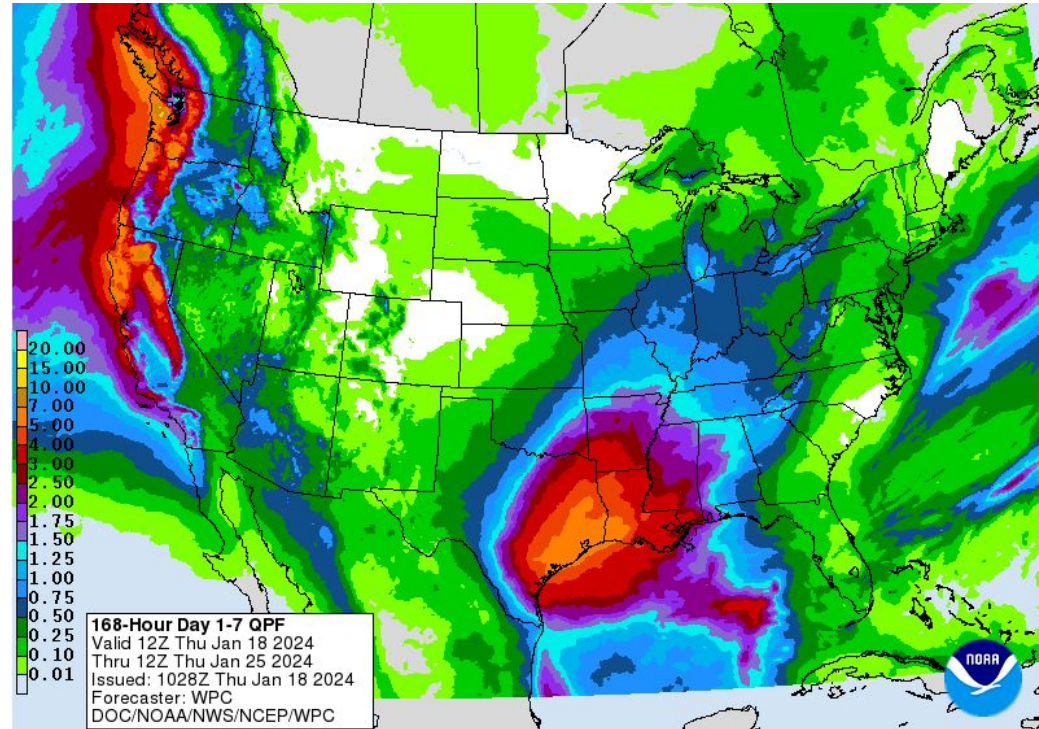 20.00
15.00
10.00
7.00
5.00
4.00
3.00
2.50
2.00
1.75
1.50
1.25
1.00
0.75
0.50
0.25
0.10
0.01
168-Hour Day 1-7 QPF
Valid 12Z Thu Jan 18 2024
Thru 12Z Thu Jan 25 2024
Issued: 1028Z Thu Jan 18 2024
Forecaster: WPC
DOC/NOAA/NWS/NCEP/WPC
NOAA